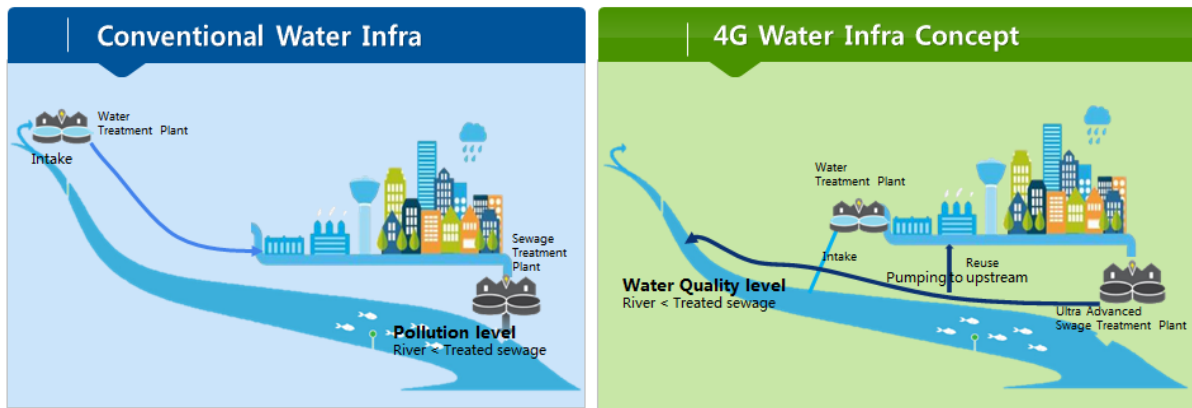 Conventional Water Infra
Water
Treatment Plant
Intake
Sewage
Treatment
Plant
Pollution level
River < Treated sewage
4G Water Infra Concept
Water
Treatment Plant
Intake
Reuse
Pumping to upstream
Water Quality level
River < Treated sewage
Ultra Advanced
Swage Treatment Plant